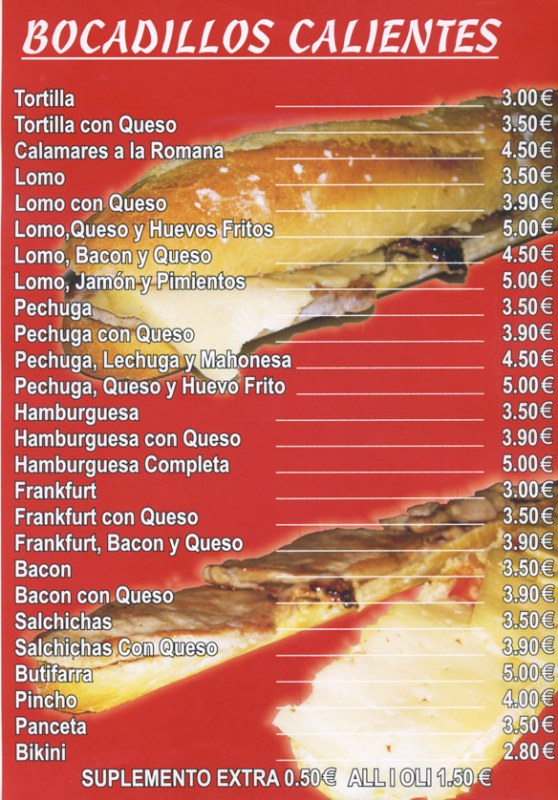 BOCADILLOS CALIENTES
Tortilla 3.00€
Tortilla con Queso 3.50€
Calamares a la Romana 4.50€
Lomo 3.50€
Lomo con Queso 3.90€
Lomo,Queso y Huevos Fritos 5.00€
Lomo, Bacon y Queso 4.50€
Lomo, Jamón y Pimientos 5.00€
Pechuga 3.50€
Pechuga con Queso 3.90€
Pechuga, Lechuga y Mahonesa 4.50€
Pechuga, Queso y Huevo Frito 5.00€
Hamburguesa 3.50€
Hamburguesa con Queso 3.90€
Hamburguesa Completa 5.00€
Frankfurt 3.00€
Frankfurt con Queso 3.50€
Frankfurt, Bacon y Queso 3.90€
Bacon 3.50€
Bacon con Queso 3.90€
Salchichas 3.50€
Salchichas Con Queso 3.90€
Butifarra 5.00€
Pincho 4.00€
Panceta 3.50€
Bikini 2.80€
SUPLEMENTO EXTRA 0.50€ ALL I OLI 1.50€